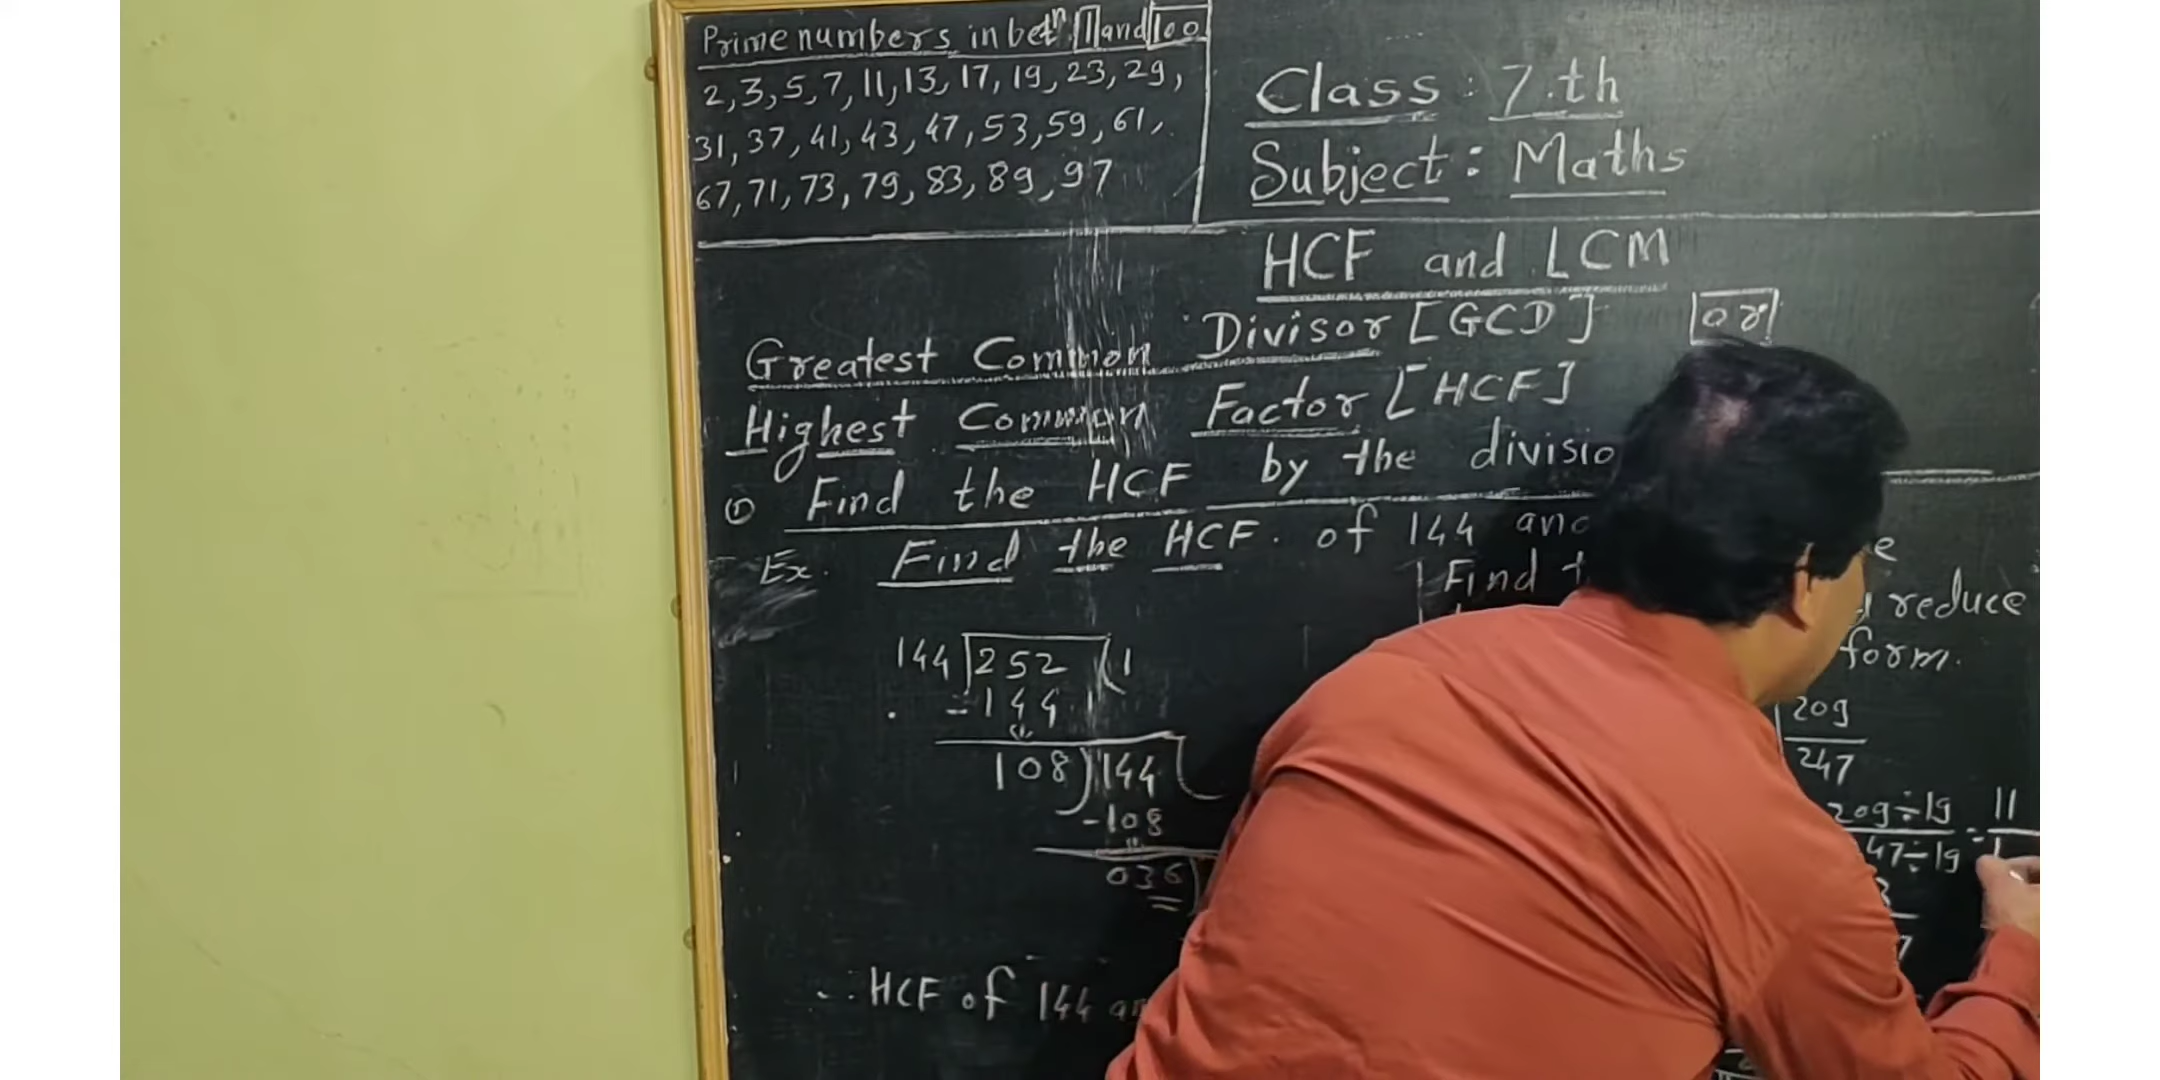 Prime numbers in betn 1 and 100
2, 3, 5, 7, 11, 13, 17, 19, 23, 29,
31, 37, 41, 43, 47, 53, 59, 61,
67, 71, 73, 79, 83, 89, 97
Class : 7.th
Subject : Maths
HCF and LCM
Greatest Common Divisor [GCD] or
Highest Common Factor [HCF]
① Find the HCF by the divisio
Ex. Find the HCF. of 144 and
144 252 1
-144
108 144
-108
036
∴ HCF of 144
Find
reduce
form.
209
247
209÷19 = 11
47÷19